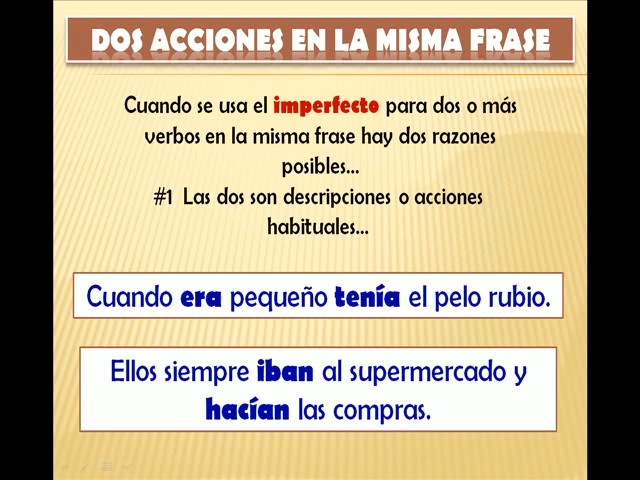 DOS ACCIONES EN LA MISMA FRASE
Cuando se usa el imperfecto para dos o más
verbos en la misma frase hay dos razones
posibles...
#1 Las dos son descripciones o acciones
habituales...
Cuando era pequeño tenía el pelo rubio.
Ellos siempre iban al supermercado y
hacían las compras.